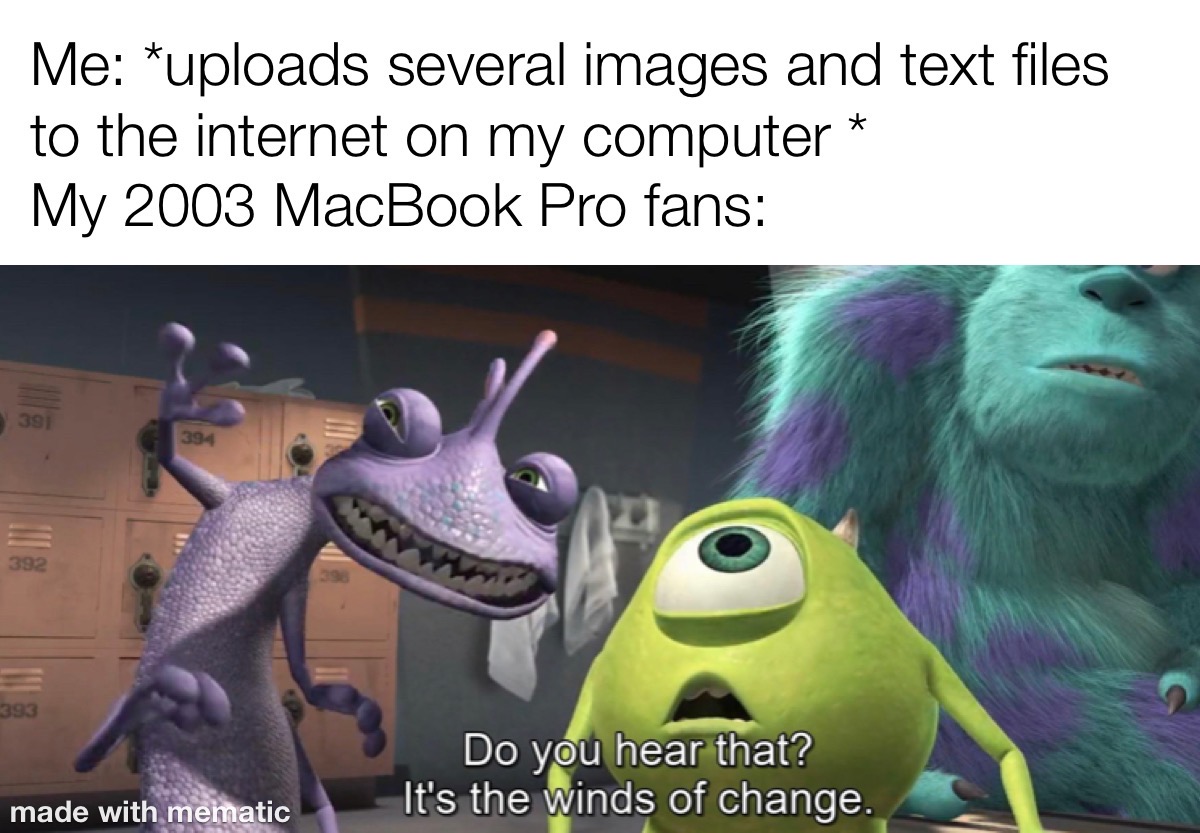 Me: *uploads several images and text files
to the internet on my computer *
My 2003 MacBook Pro fans:
391
394
392
396
393
Do you hear that?
It's the winds of change.
made with mematic